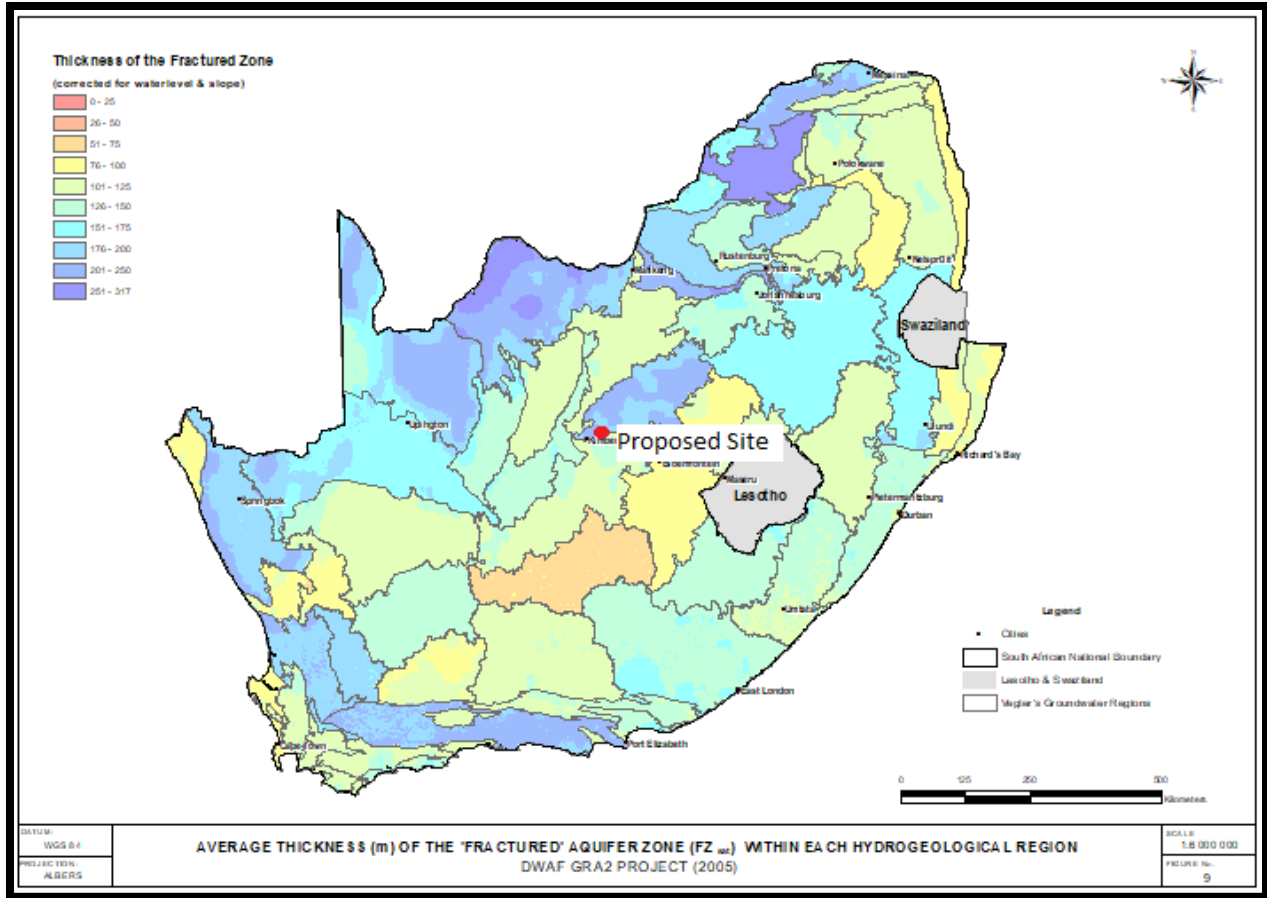 Thickness of the Fractured Zone
(corrected for waterlevel & slope)
0 - 25
26 - 50
51 - 75
76 - 100
101 - 125
126 - 150
151 - 175
176 - 200
201 - 250
251 - 317
N
Polokwane
Nelspruit
Rustenburg
Pretoria
Mafikeng
Johannesburg
Swaziland
Upington
Ulundi
Proposed Site
Richard's Bay
Bloemfontein
Maseru
Lesotho
Springbok
Pietermaritzburg
Durban
Umtata
East London
Port Elizabeth
Cape Town
Legend
Cities
South African National Boundary
Lesotho & Swaziland
Vegter's Groundwater Regions
0 125 250 500
Kilometers
DATUM:
WGS 84
PROJECTION:
ALBERS
AVERAGE THICKNESS (m) OF THE 'FRACTURED' AQUIFER ZONE (FZ ) WITHIN EACH HYDROGEOLOGICAL REGION
DWAF GRA2 PROJECT (2005)
SCALE
1:6 000 000
FIGURE No.
9